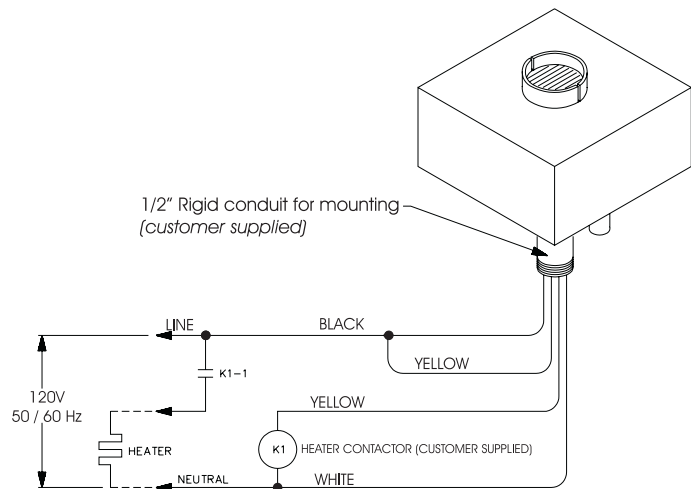 1/2" Rigid conduit for mounting
(customer supplied)
LINE
BLACK
K1-1
YELLOW
120V
50 / 60 Hz
YELLOW
HEATER
K1
HEATER CONTACTOR (CUSTOMER SUPPLIED)
NEUTRAL
WHITE